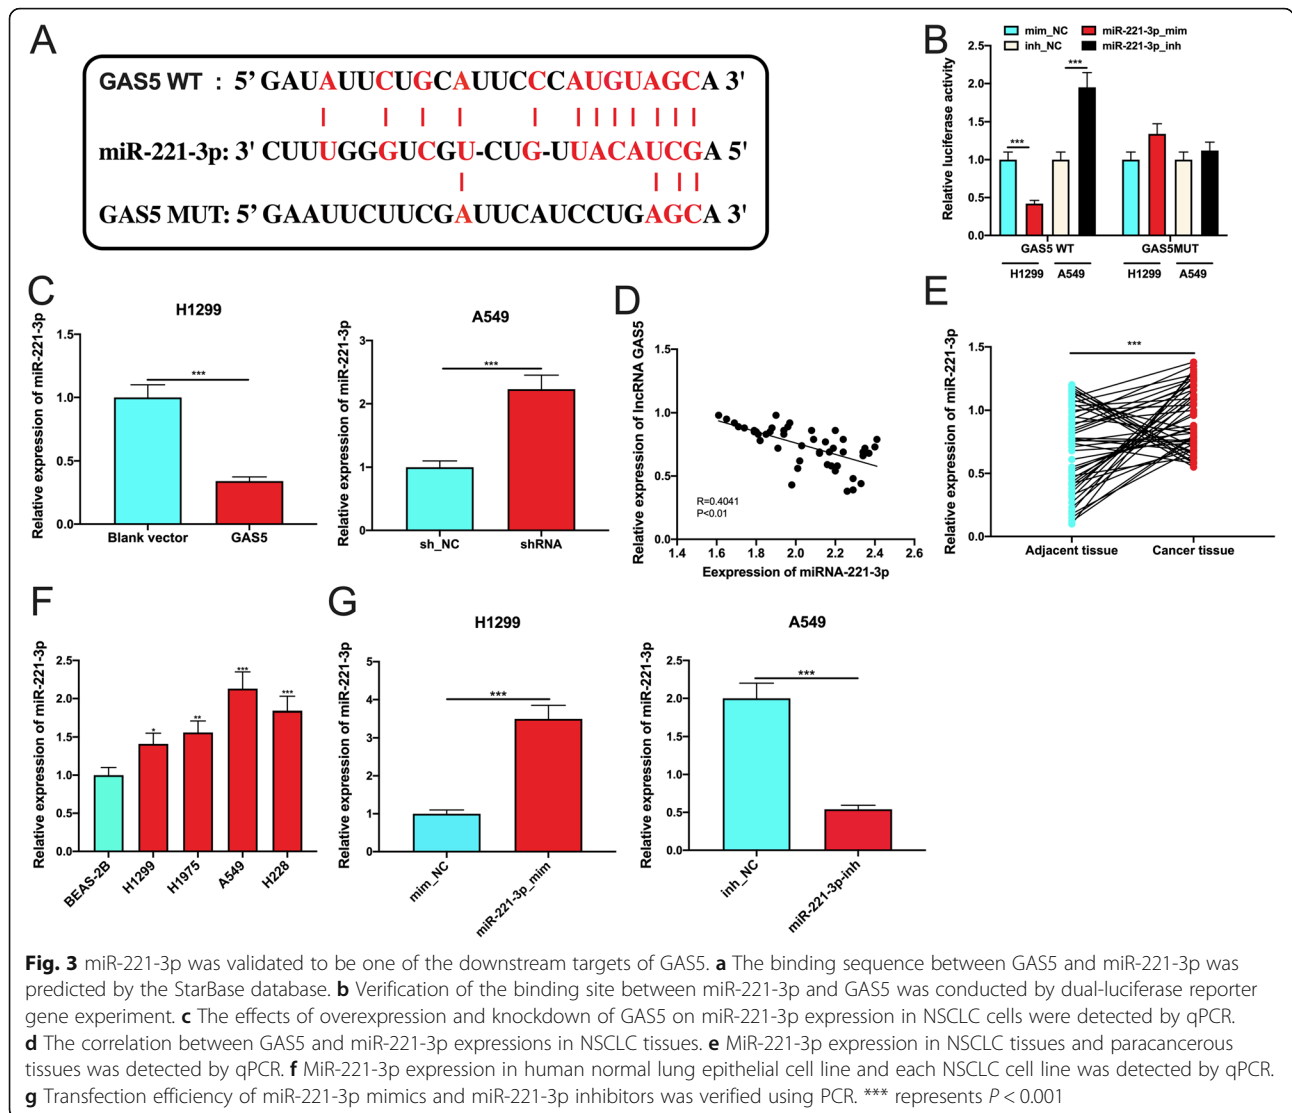 A
GAS5 WT : 5' GAUAUUCUGCAUUCCCAUGUAGCA 3'
miR-221-3p: 3' CUUUGGGUCGU-CUG-UUACAUCGA 5'
GAS5 MUT: 5' GAAUUCUUCGAUUCAUCCUGAGCA 3'
B
mim_NC
miR-221-3p_mim
inh_NC
miR-221-3p_inh
Relative luciferase activity
2.5
2.0
1.5
1.0
0.5
0.0
***
***
GAS5 WT
GAS5MUT
H1299
A549
H1299
A549
C
H1299
Relative expression of miR-221-3p
1.5
1.0
0.5
0.0
***
Blank vector
GAS5
A549
Relative expression of miR-221-3p
3
2
1
0
***
sh_NC
shRNA
D
Relative expression of lncRNA GAS5
1.5
1.0
0.5
0.0
R=0.4041
P<0.01
1.4
1.6
1.8
2.0
2.2
2.4
2.6
Eexpression of miRNA-221-3p
E
Relative expression of miR-221-3p
1.5
1.0
0.5
0.0
***
Adjacent tissue
Cancer tissue
F
Relative expression of miR-221-3p
2.5
2.0
1.5
1.0
0.5
0.0
*
**
***
***
BEAS-2B
H1299
H1975
A549
H228
G
H1299
Relative expression of miR-221-3p
5
4
3
2
1
0
***
mim_NC
miR-221-3p_mim
A549
Relative expression of miR-221-3p
2.5
2.0
1.5
1.0
0.5
0.0
***
inh_NC
miR-221-3p-inh
Fig. 3 miR-221-3p was validated to be one of the downstream targets of GAS5. a The binding sequence between GAS5 and miR-221-3p was
predicted by the StarBase database. b Verification of the binding site between miR-221-3p and GAS5 was conducted by dual-luciferase reporter
gene experiment. c The effects of overexpression and knockdown of GAS5 on miR-221-3p expression in NSCLC cells were detected by qPCR.
d The correlation between GAS5 and miR-221-3p expressions in NSCLC tissues. e MiR-221-3p expression in NSCLC tissues and paracancerous
tissues was detected by qPCR. f MiR-221-3p expression in human normal lung epithelial cell line and each NSCLC cell line was detected by qPCR.
g Transfection efficiency of miR-221-3p mimics and miR-221-3p inhibitors was verified using PCR. *** represents P < 0.001